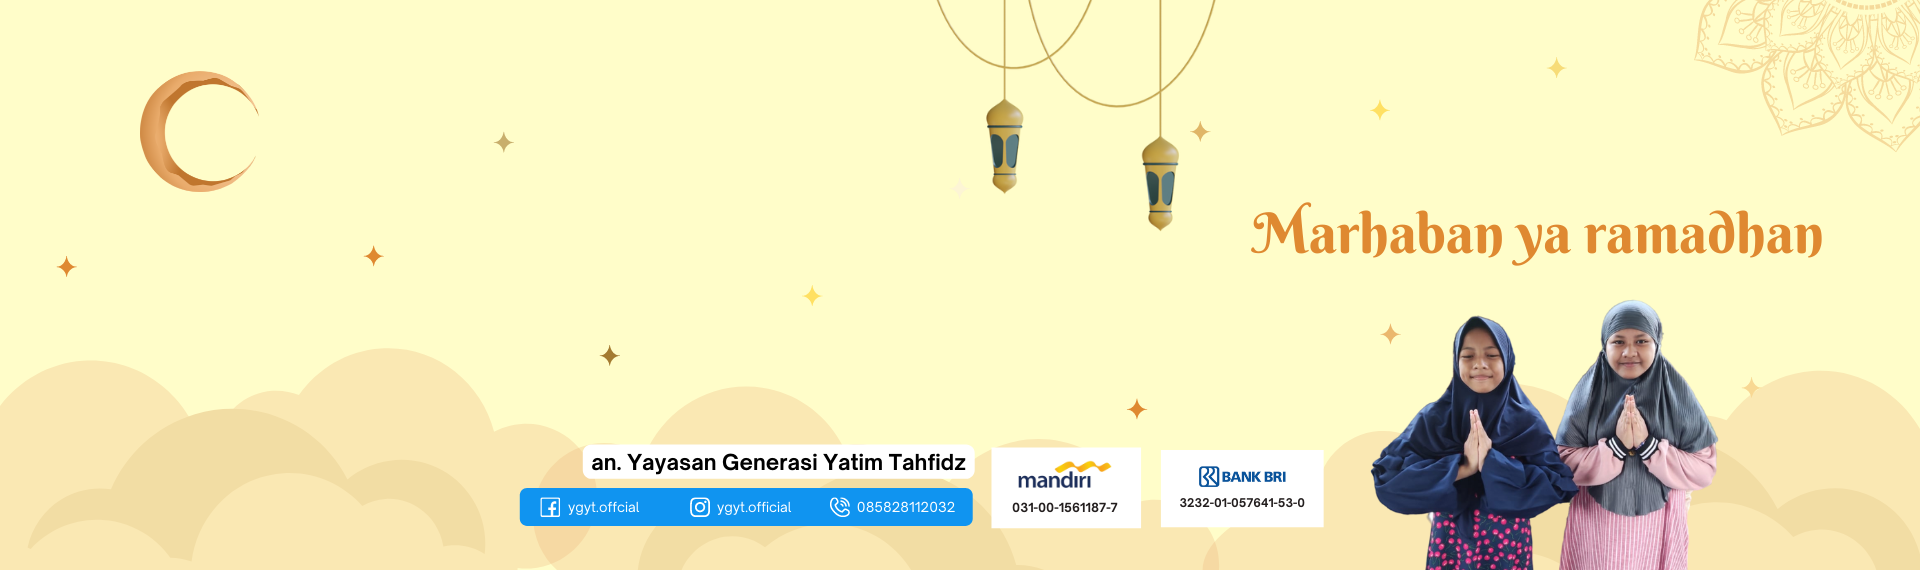 Marhaban ya ramadhan
an. Yayasan Generasi Yatim Tahfidz
ygyt.offcial
ygyt.official
085828112032
mandiri
031-00-1561187-7
BANK BRI
3232-01-057641-53-0